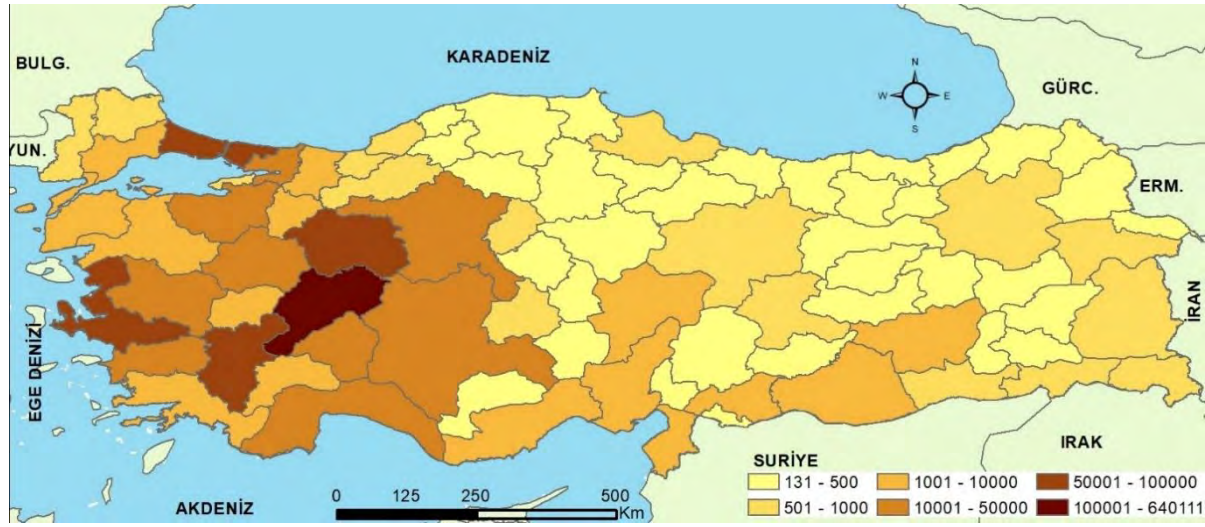 BULG.
KARADENİZ
GÜRC.
YUN.
ERM.
İRAN
EGE DENİZİ
AKDENİZ
SURİYE
IRAK
N
W E
S
0 125 250 500
Km
131 - 500
501 - 1000
1001 - 10000
10001 - 50000
50001 - 100000
100001 - 640111